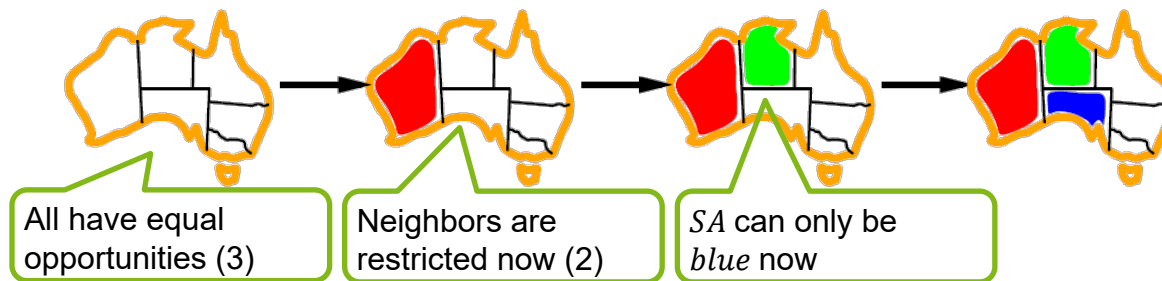 All have equal
opportunities (3)
Neighbors are
restricted now (2)
SA can only be
blue now